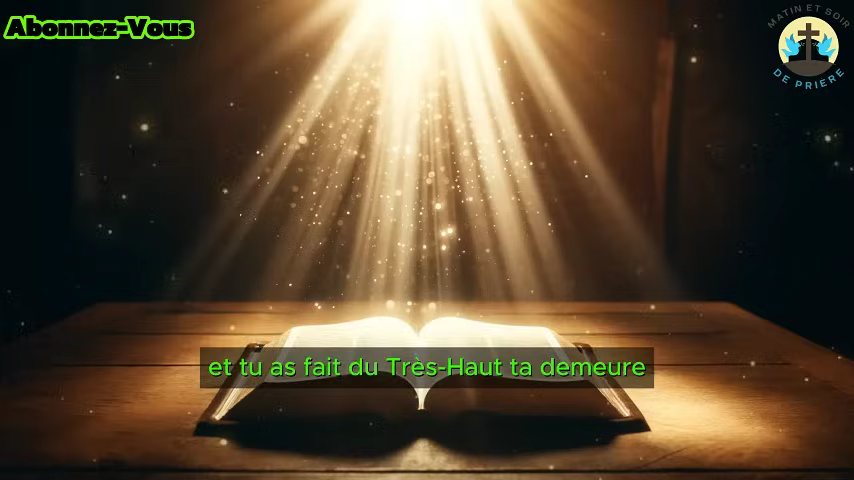 Abonnez-Vous
MATIN ET SOIR
DE PRIERE
et tu as fait du Très-Haut ta demeure